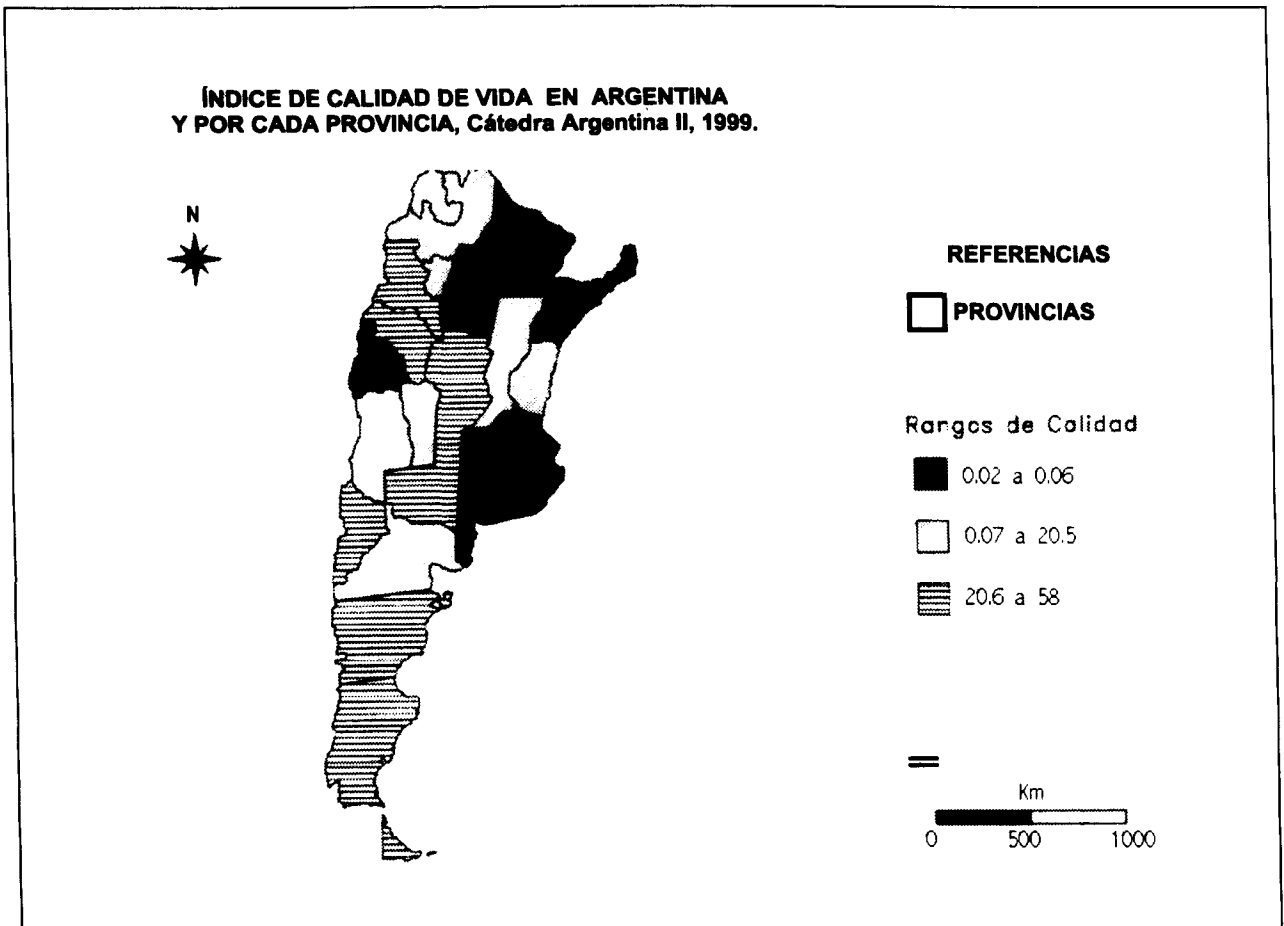 ÍNDICE DE CALIDAD DE VIDA EN ARGENTINA
Y POR CADA PROVINCIA, Cátedra Argentina II, 1999.
N
REFERENCIAS
PROVINCIAS
Rangos de Calidad
0.02 a 0.06
0.07 a 20.5
20.6 a 58
Km
0 500 1000